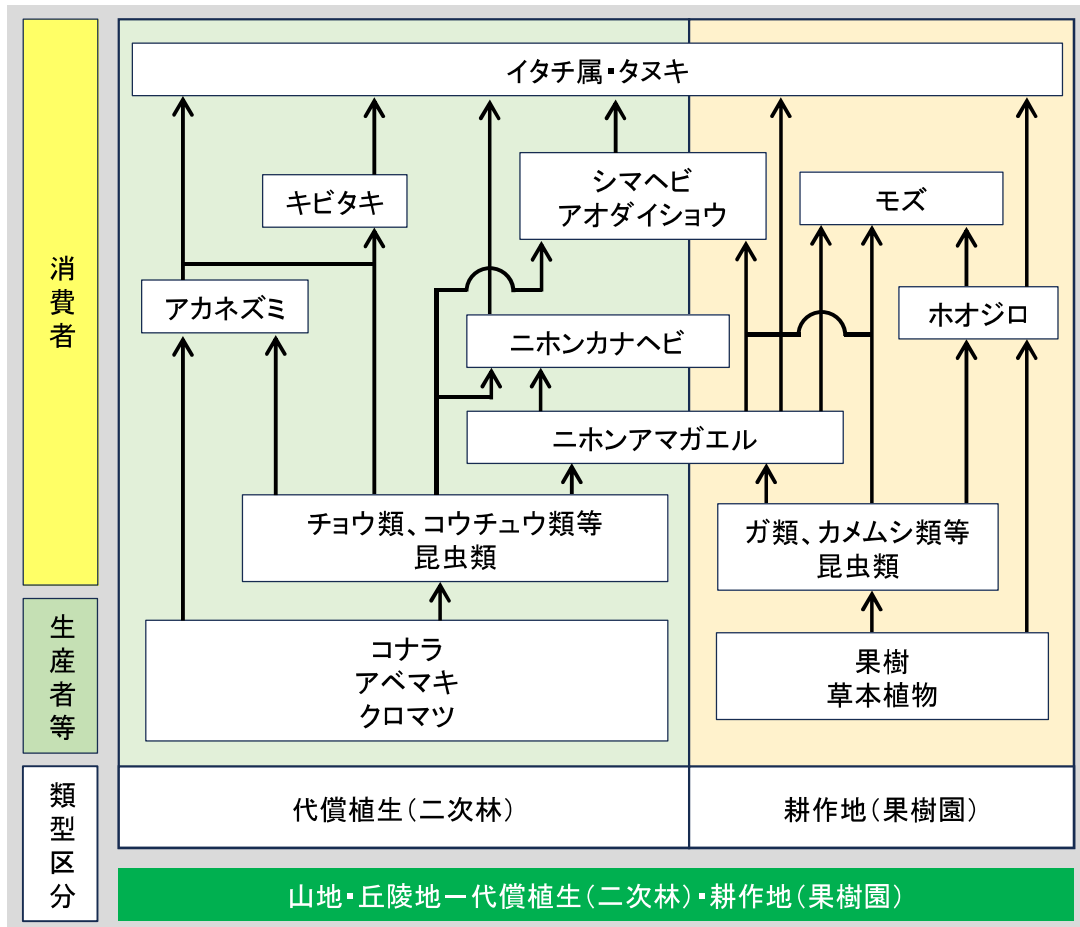 消費者
生産者等
類型区分
イタチ属・タヌキ
シマヘビ
アオダイショウ
キビタキ
モズ
アカネズミ
ホオジロ
ニホンカナヘビ
ニホンアマガエル
チョウ類、コウチュウ類等
昆虫類
ガ類、カメムシ類等
昆虫類
コナラ
アベマキ
クロマツ
果樹
草本植物
代償植生(二次林)
耕作地(果樹園)
山地・丘陵地ー代償植生(二次林)・耕作地(果樹園)